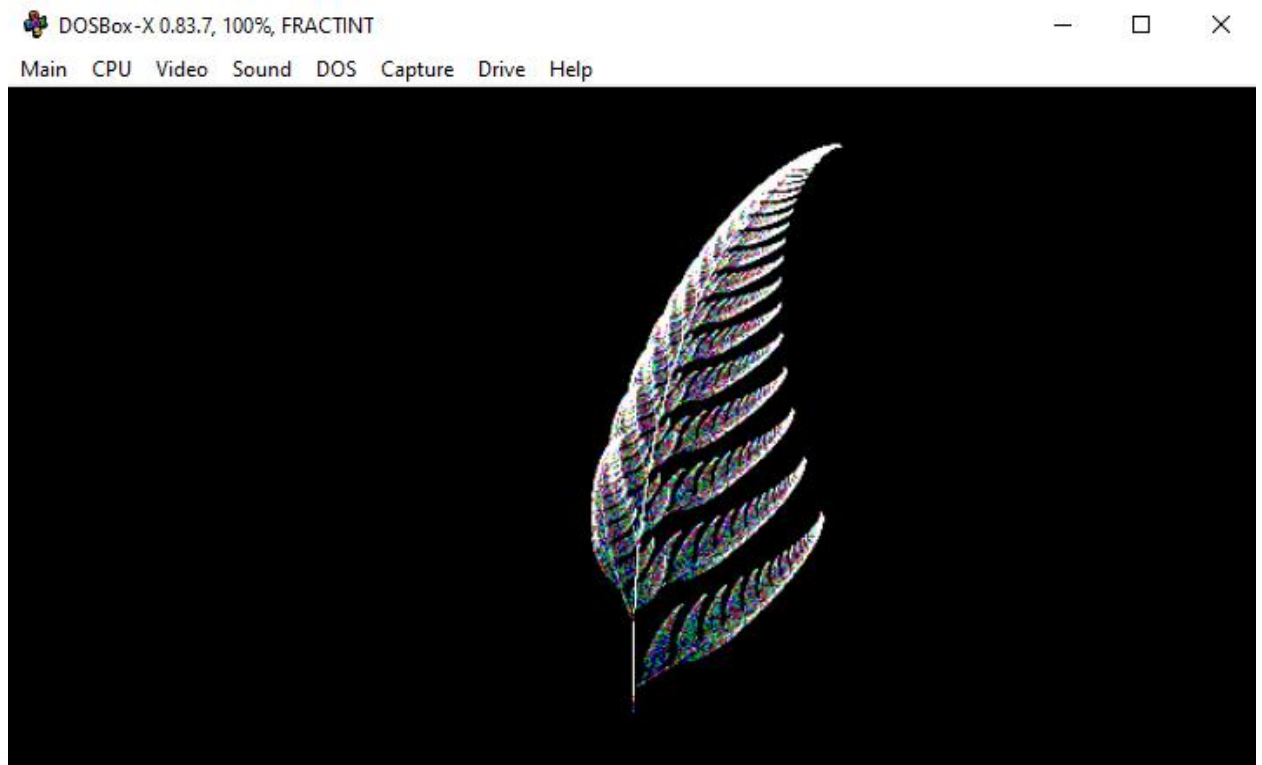 DOSBox-X 0.83.7, 100%, FRACTINT
Main CPU Video Sound DOS Capture Drive Help